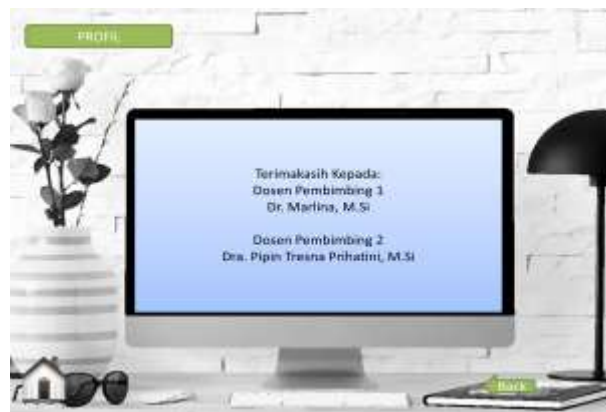 PROFIL
Terimakasih Kepada:
Dosen Pembimbing 1
Dr. Marlina, M.Si
Dosen Pembimbing 2
Dra. Pipin Tresna Prihatini, M.Si
Back